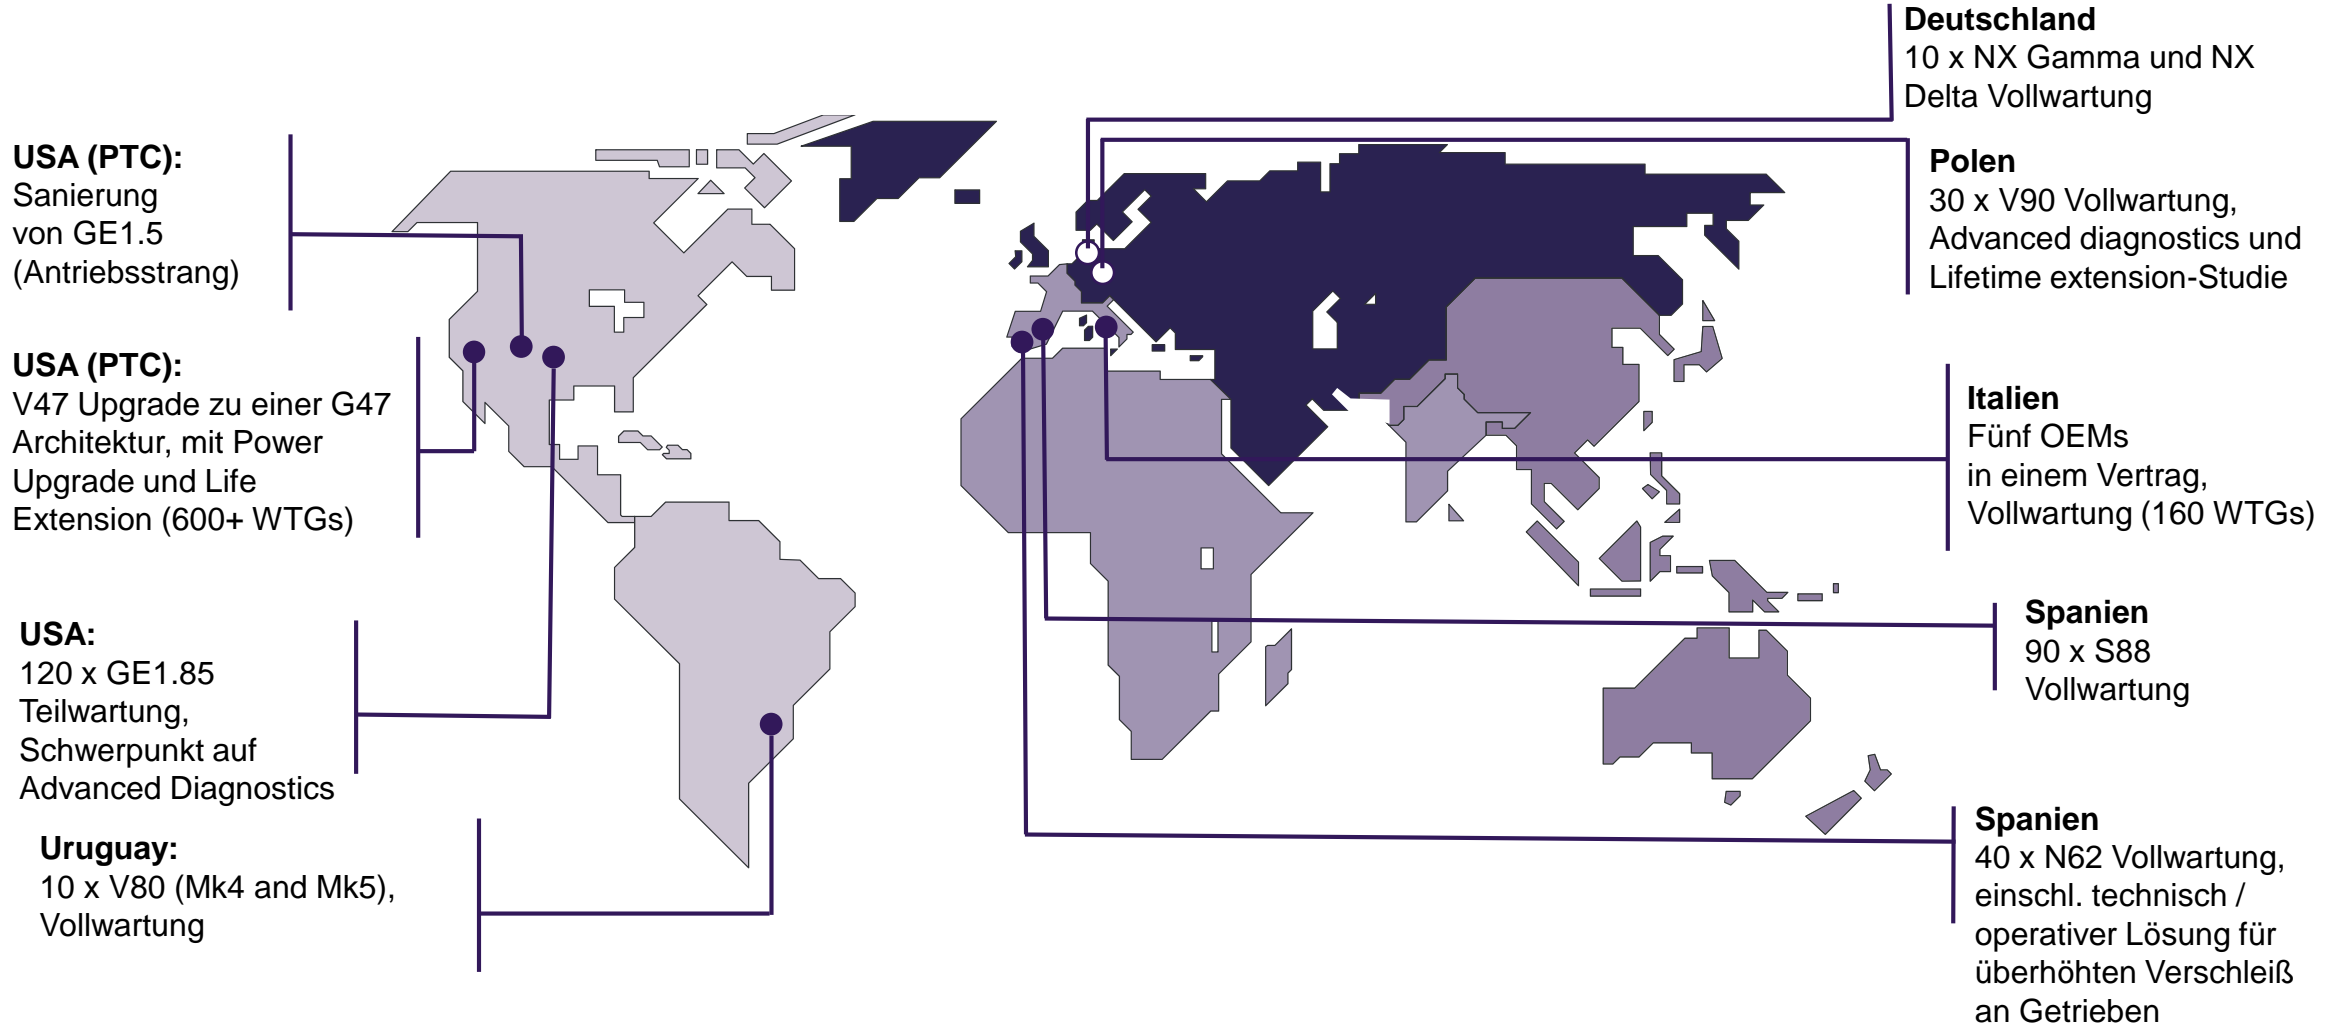 USA (PTC):
Sanierung
von GE1.5
(Antriebsstrang)
USA (PTC):
V47 Upgrade zu einer G47
Architektur, mit Power
Upgrade und Life
Extension (600+ WTGs)
USA:
120 x GE1.85
Teilwartung,
Schwerpunkt auf
Advanced Diagnostics
Uruguay:
10 x V80 (Mk4 and Mk5),
Vollwartung
Deutschland
10 x NX Gamma und NX
Delta Vollwartung
Polen
30 x V90 Vollwartung,
Advanced diagnostics und
Lifetime extension-Studie
Italien
Fünf OEMs
in einem Vertrag,
Vollwartung (160 WTGs)
Spanien
90 x S88
Vollwartung
Spanien
40 x N62 Vollwartung,
einschl. technisch /
operativer Lösung für
überhöhten Verschleiß
an Getrieben